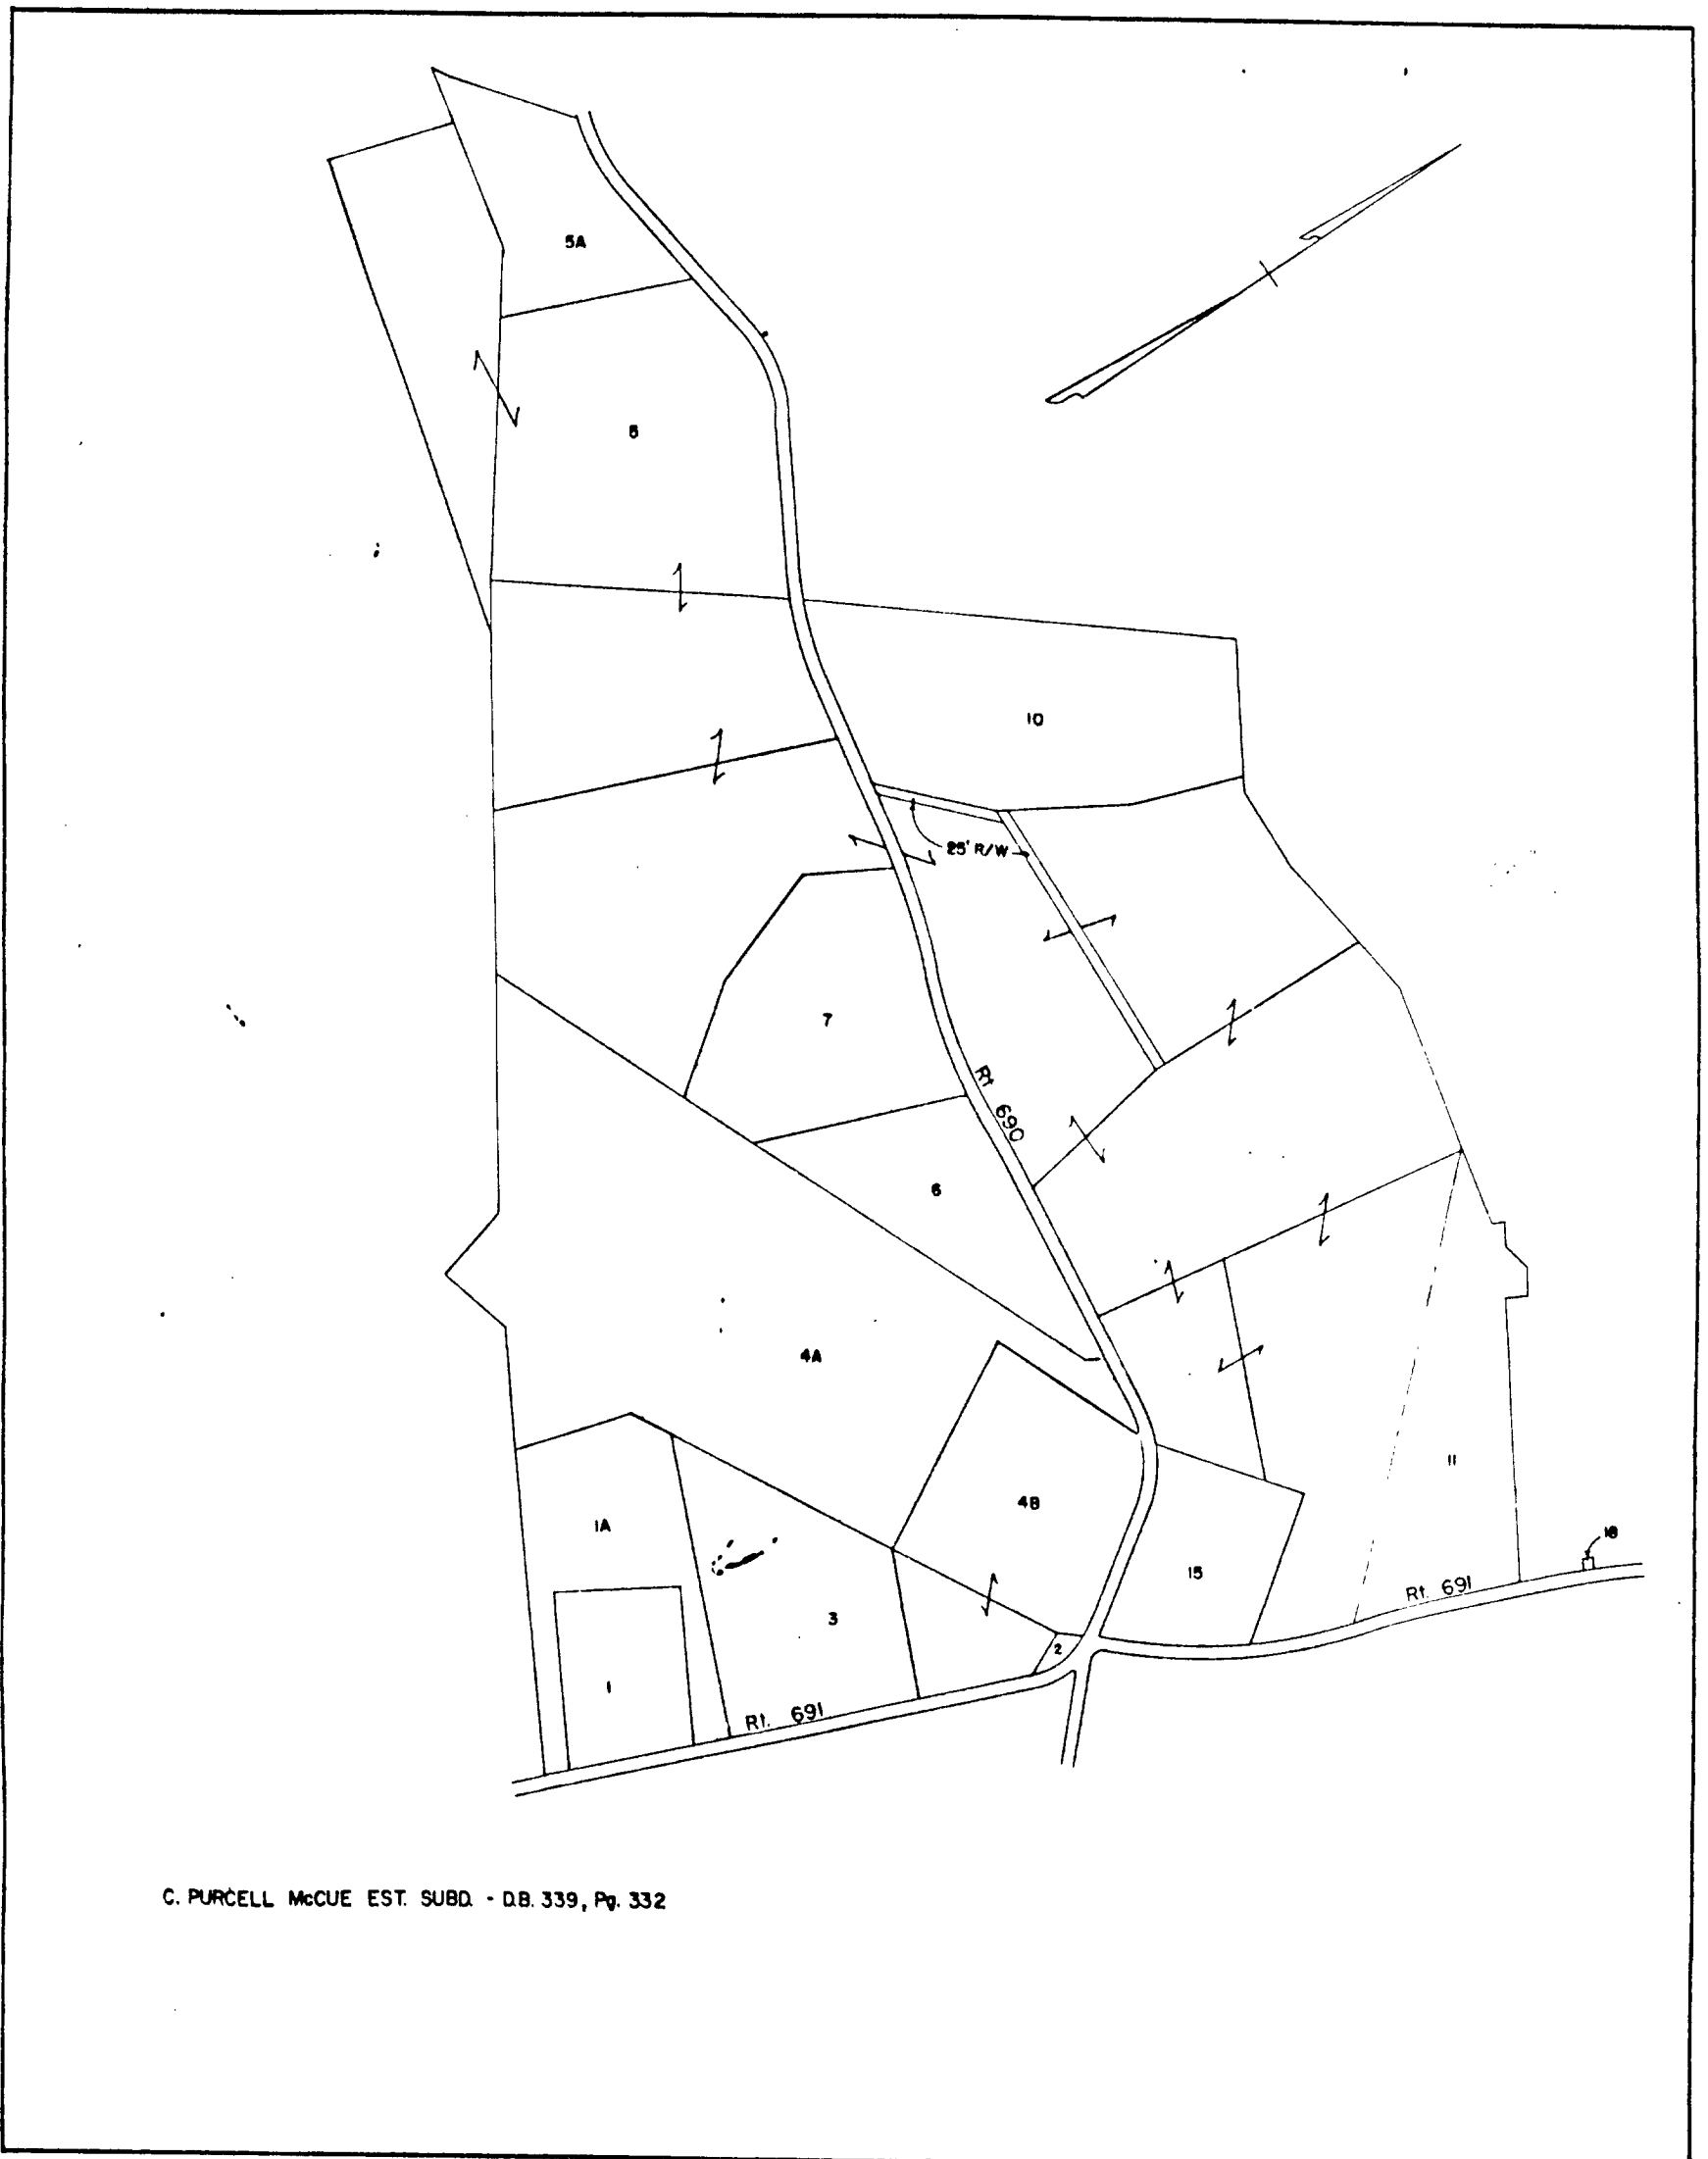 5A
5
10
25' R/W
7
Rt 690
6
4A
11
4B
1A
18
15
Rt. 691
3
2
1
Rt. 691
C. PURCELL McCUE EST. SUBD. - D.B. 339, Pg. 332